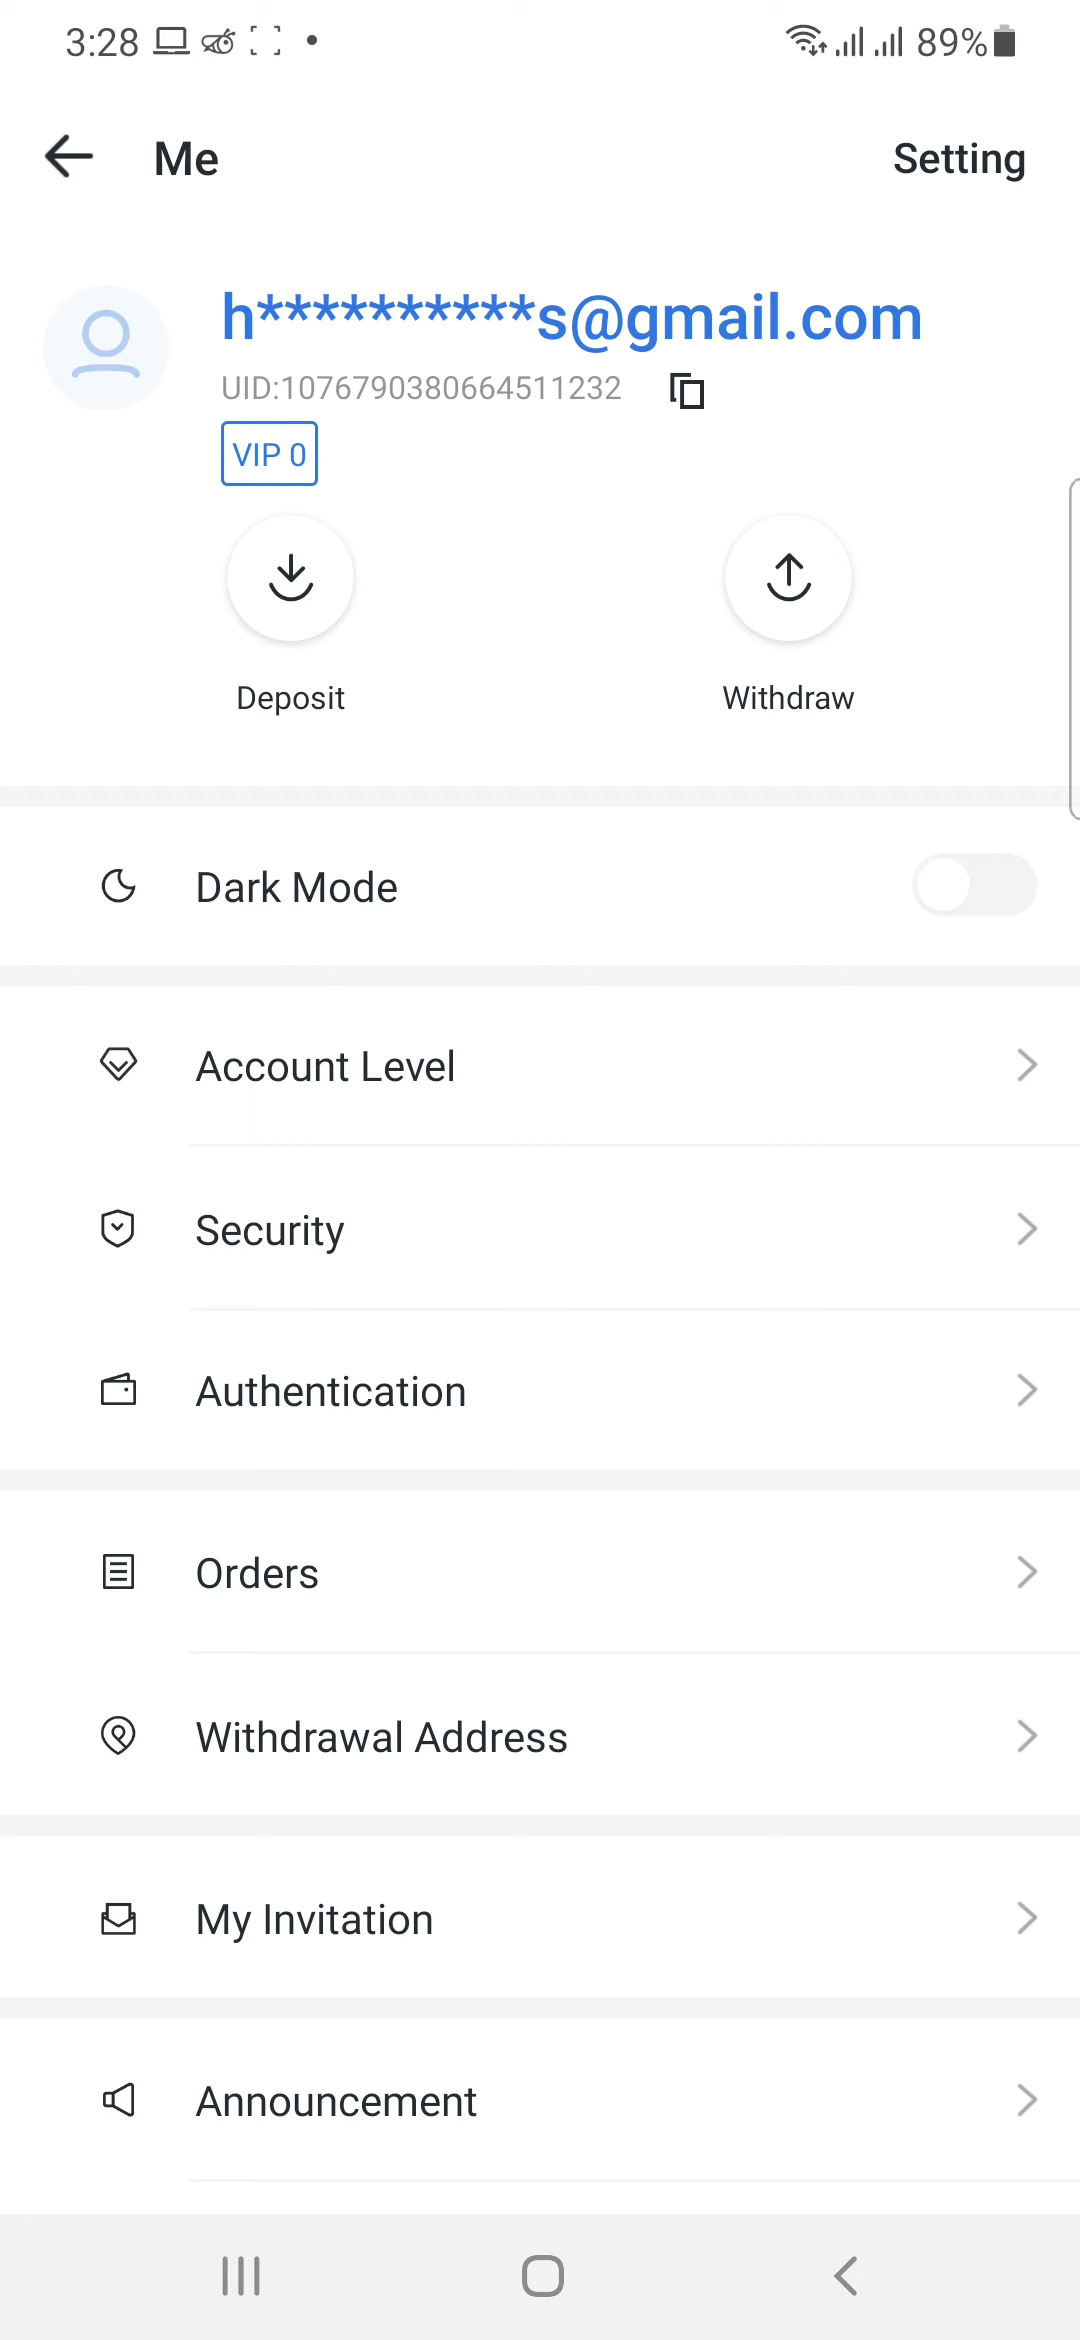 3:28 89%
Me Setting
h**********s@gmail.com
UID:1076790380664511232
VIP 0
Deposit Withdraw
Dark Mode
Account Level
Security
Authentication
Orders
Withdrawal Address
My Invitation
Announcement